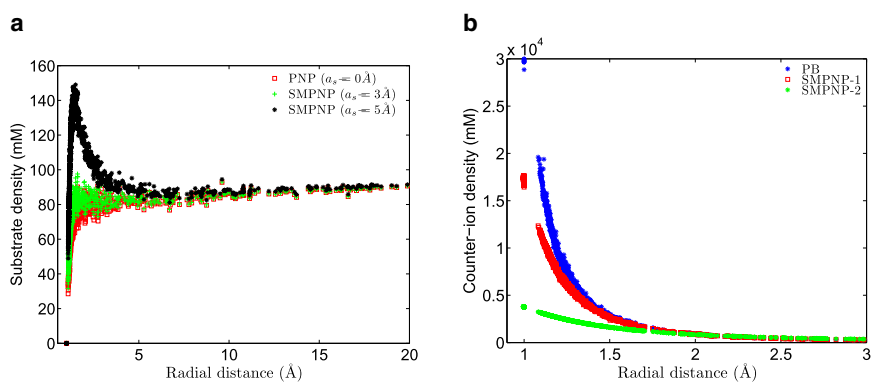 a
160
140
120
100
80
60
40
20
0
Substrate density (mM)
PNP (a_s = 0Å)
SMPNP (a_s = 3Å)
SMPNP (a_s = 5Å)
5 10 15 20
Radial distance (Å)
b
3 x 10^4
2.5
2
1.5
1
0.5
0
Counter-ion density (mM)
PB
SMPNP-1
SMPNP-2
1 1.5 2 2.5 3
Radial distance (Å)